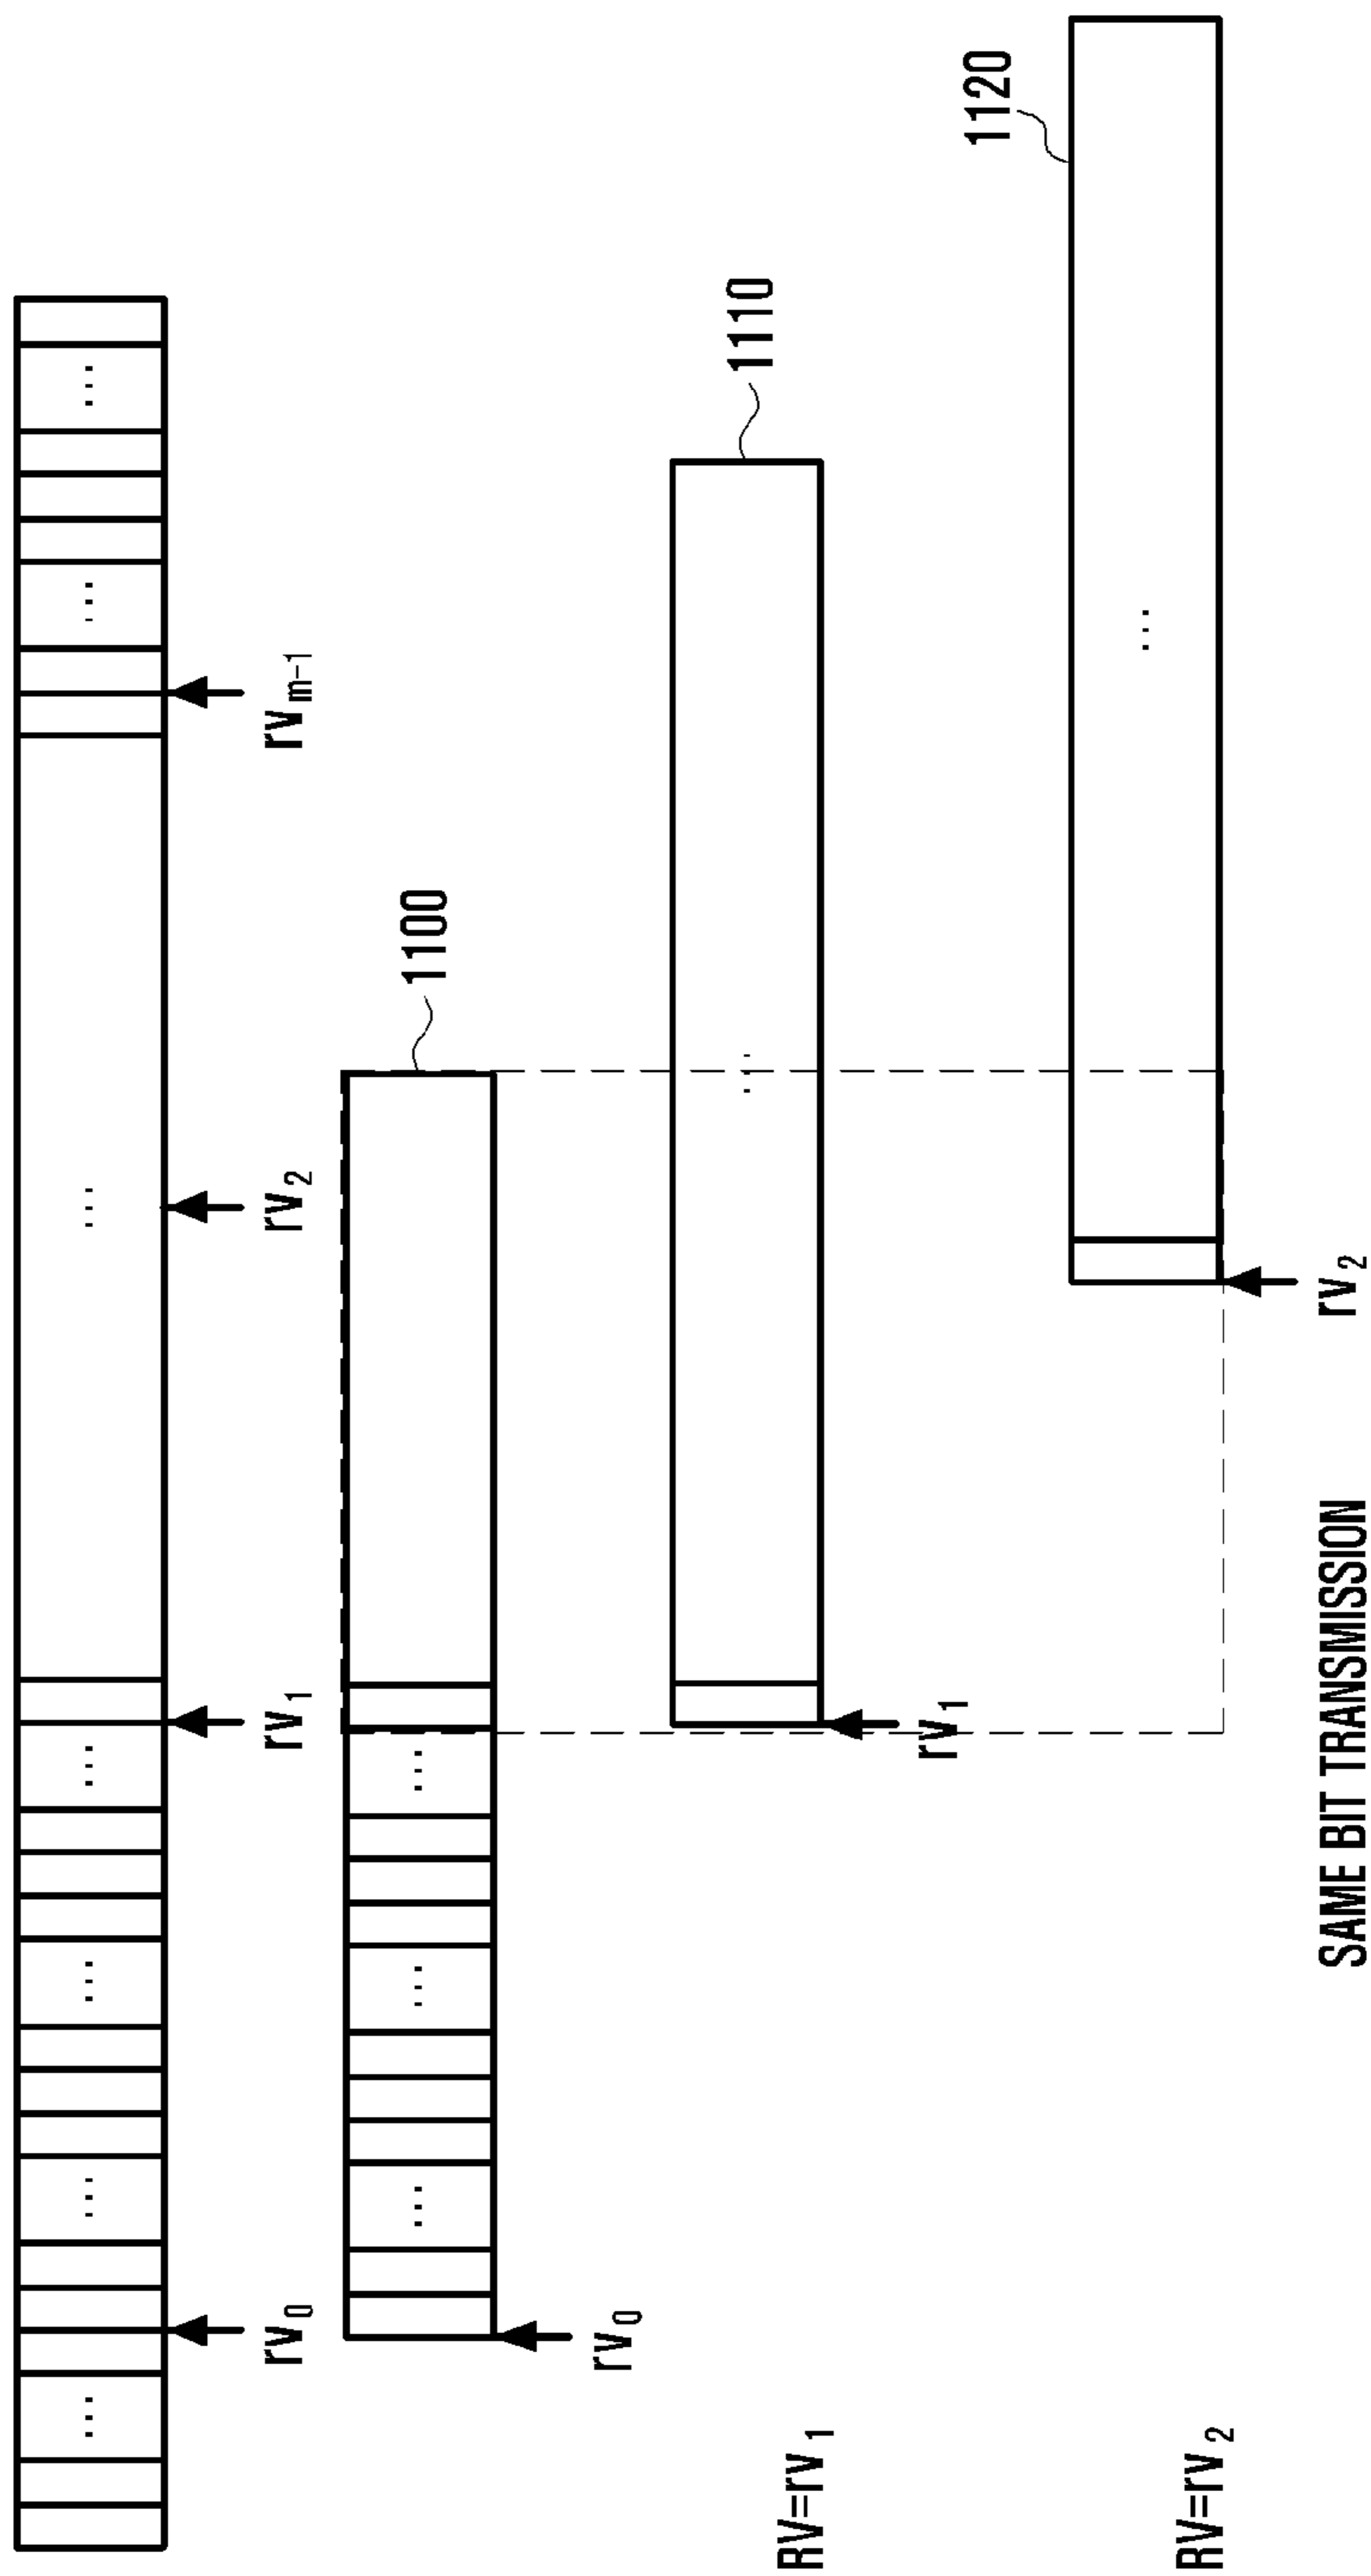 rv₀ rv₁ rv₂ rvₘ₋₁
1100
rv₀
1110
RV=rv₁
rv₁
1120
RV=rv₂
SAME BIT TRANSMISSION rv₂